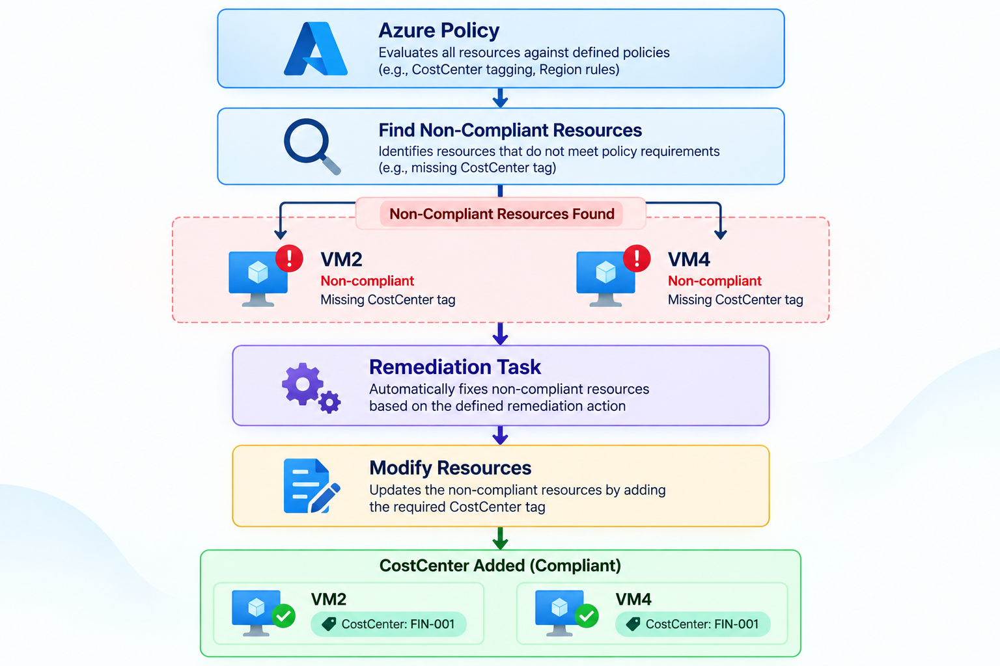 Azure Policy
Evaluates all resources against defined policies
(e.g., CostCenter tagging, Region rules)
Find Non-Compliant Resources
Identifies resources that do not meet policy requirements
(e.g., missing CostCenter tag)
Non-Compliant Resources Found
VM2
Non-compliant
Missing CostCenter tag
VM4
Non-compliant
Missing CostCenter tag
Remediation Task
Automatically fixes non-compliant resources
based on the defined remediation action
Modify Resources
Updates the non-compliant resources by adding
the required CostCenter tag
CostCenter Added (Compliant)
VM2
CostCenter: FIN-001
VM4
CostCenter: FIN-001